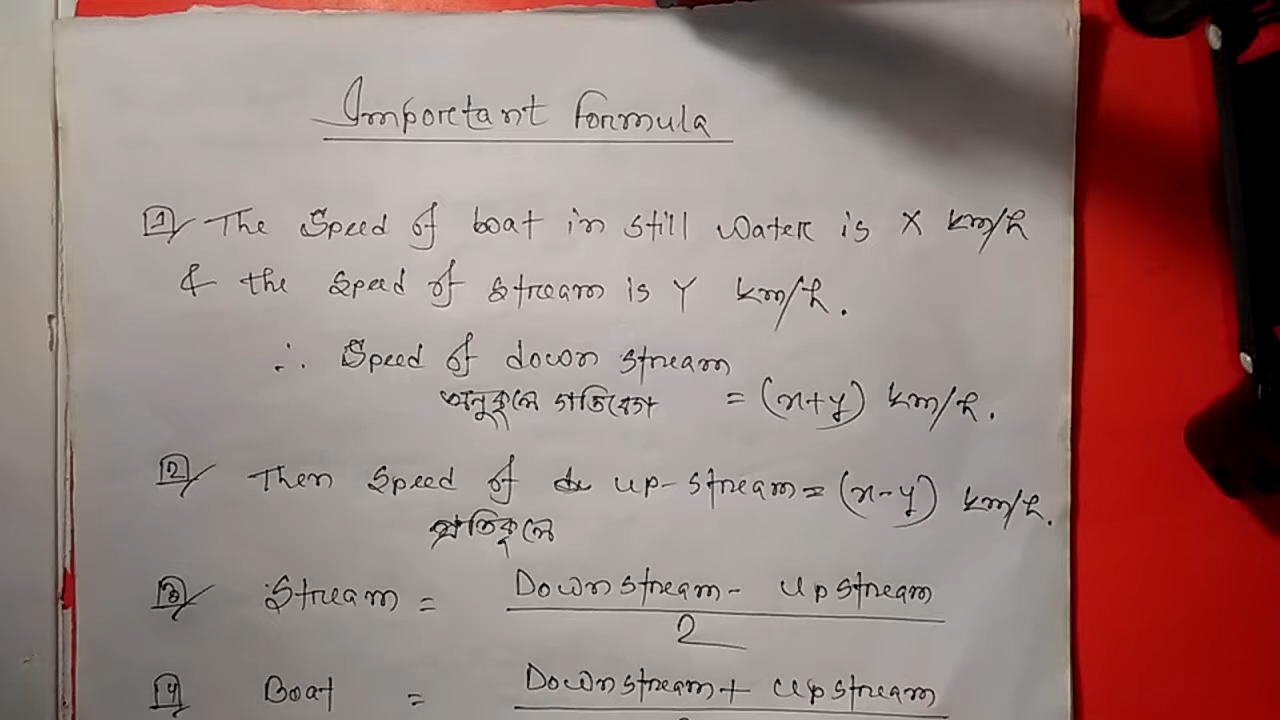 Important Formula
1/ The Speed of boat in still water is X km/h
& the Speed of stream is Y km/h.
∴ Speed of down stream
অনুকূলে গতিবেগ = (x+y) km/h.
2/ Then Speed of up-stream = (x-y) km/h.
প্রতিকূলে
3/ Stream = Downstream - Upstream
2
4 Boat = Downstream + Upstream